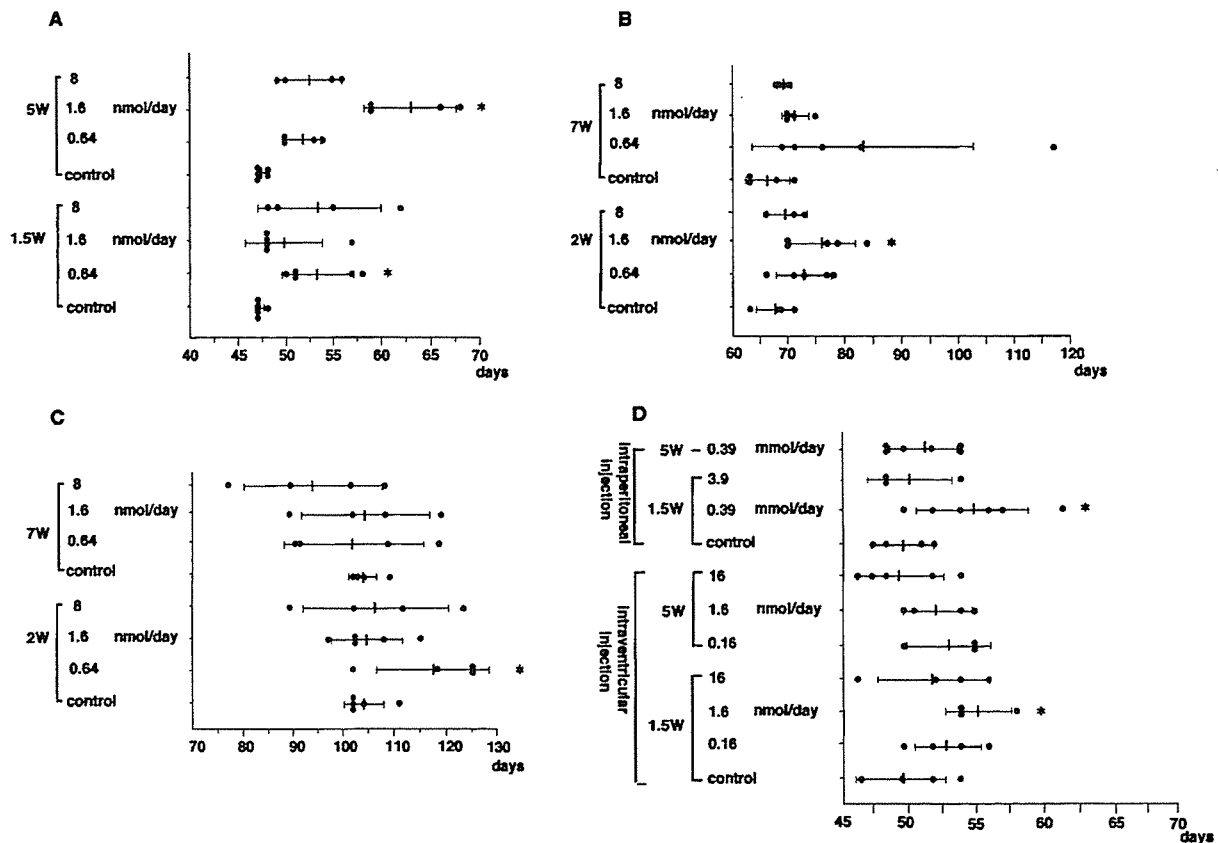 A
5W
8
1.6 nmol/day
*
0.64
control
1.5W
8
1.6 nmol/day
0.64
*
control
40 45 50 55 60 65 70
days
B
7W
8
1.6 nmol/day
0.64
control
2W
8
1.6 nmol/day
*
0.64
control
60 70 80 90 100 110 120
days
C
7W
8
1.6 nmol/day
0.64
control
2W
8
1.6 nmol/day
0.64
*
control
70 80 90 100 110 120 130
days
D
Intraperitoneal
injection
5W – 0.39 mmol/day
1.5W
3.9
0.39 mmol/day
*
control
Intraventricular
injection
5W
16
1.6 nmol/day
0.16
1.5W
16
1.6 nmol/day
*
0.16
control
45 50 55 60 65 70
days